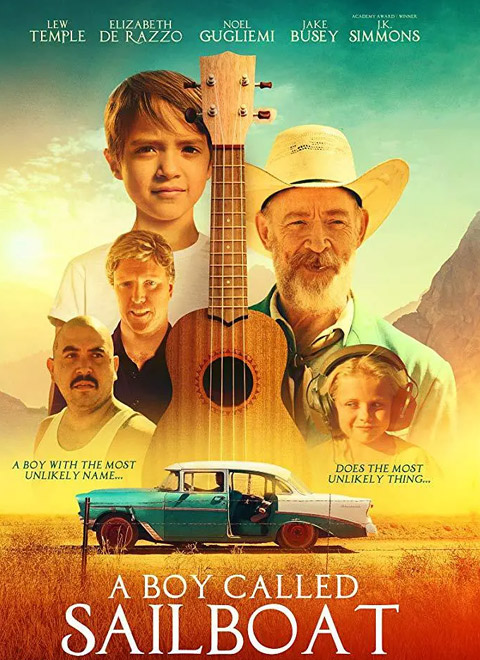 LEW TEMPLE
ELIZABETH DE RAZZO
NOEL GUGLIEMI
JAKE BUSEY
ACADEMY AWARD WINNER
J.K. SIMMONS
A BOY WITH THE MOST
UNLIKELY NAME...
DOES THE MOST
UNLIKELY THING...
A BOY CALLED
SAILBOAT